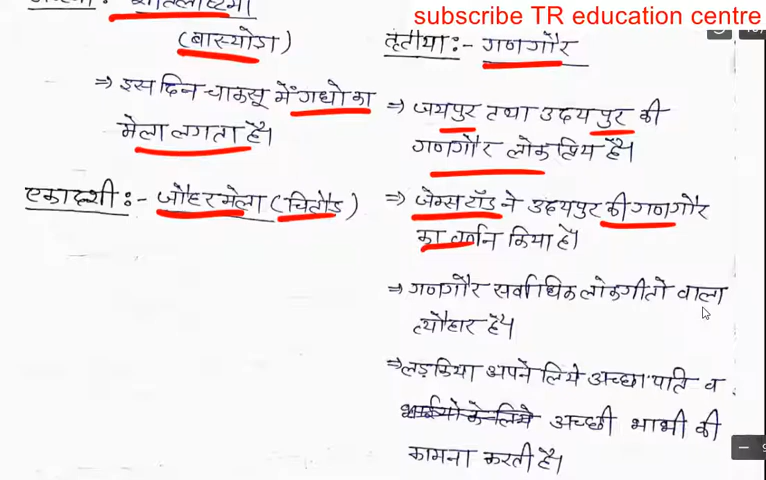 subscribe TR education centre
(बास्योग)
⇒ इस दिन चाकसू में गधो का
मेला लगता है।
एकादशी:- जौहर मेला (चितौड़)
तृतीया:- गणगौर
⇒ जयपुर तथा उदयपुर की
गणगौर लोकप्रिय है।
⇒ जेम्स टॉड ने उदयपुर की गणगौर
का वर्णन किया है।
⇒ गणगौर सर्वाधिक लोकगीतो वाला
त्यौहार है।
⇒ लड़किया अपने लिये अच्छा पति व
अच्छी भाभी की
कामना करती है।